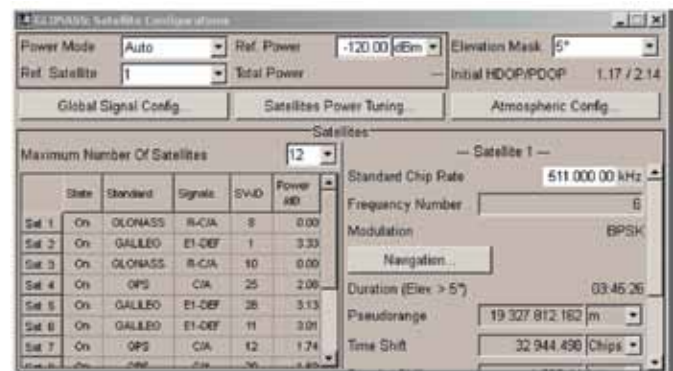 GLONASS: Satellite Configurations
Power Mode Auto Ref. Power -120.00 dBm Elevation Mask 5°
Ref. Satellite 1 Total Power --- Initial HDOP/PDOP 1.17 / 2.14
Global Signal Config... Satellites Power Tuning... Atmospheric Config...
Satellites
Maximum Number Of Satellites 12 --- Satellite 1 ---
Standard Chip Rate 511.000 00 kHz
State Standard Signals SV-ID Power /dB
Frequency Number 6
Sat 1 On GLONASS R-C/A 8 0.00
Modulation BPSK
Sat 2 On GALILEO E1-DEF 1 3.33
Sat 3 On GLONASS R-C/A 10 0.00
Navigation...
Sat 4 On GPS C/A 25 2.08
Duration (Elev. > 5°) 03:45:26
Sat 5 On GALILEO E1-DEF 28 3.13
Pseudorange 19 327 812.182 m
Sat 6 On GALILEO E1-DEF 11 3.01
Sat 7 On GPS C/A 12 1.74
Time Shift 32 944.498 Chips